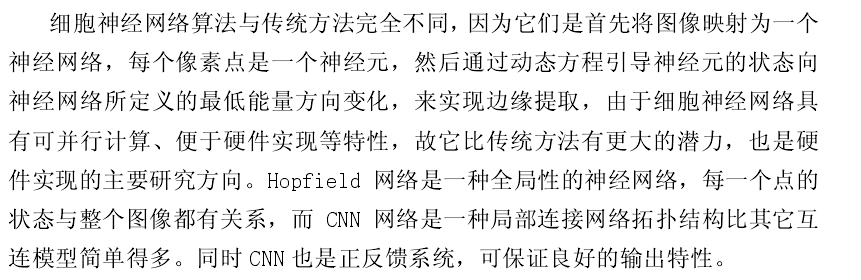 细胞神经网络算法与传统方法完全不同，因为它们是首先将图像映射为一个
神经网络，每个像素点是一个神经元，然后通过动态方程引导神经元的状态向
神经网络所定义的最低能量方向变化，来实现边缘提取，由于细胞神经网络具
有可并行计算、便于硬件实现等特性，故它比传统方法有更大的潜力，也是硬
件实现的主要研究方向。Hopfield 网络是一种全局性的神经网络，每一个点的
状态与整个图像都有关系，而 CNN 网络是一种局部连接网络拓扑结构比其它互
连模型简单得多。同时 CNN 也是正反馈系统，可保证良好的输出特性。